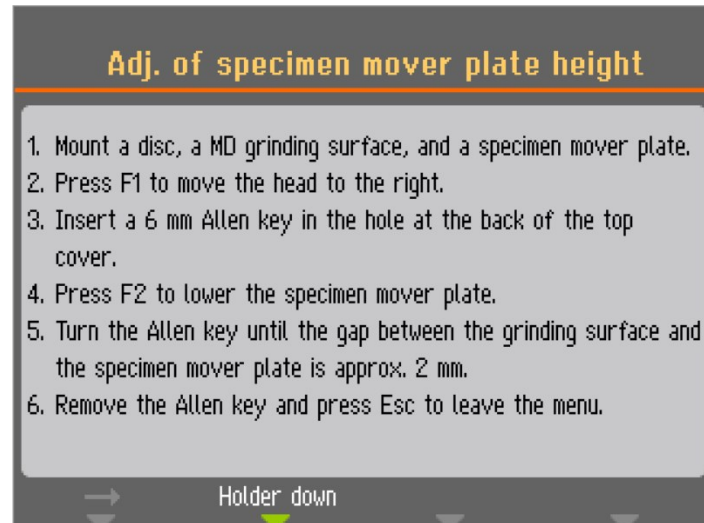 Adj. of specimen mover plate height
1. Mount a disc, a MD grinding surface, and a specimen mover plate.
2. Press F1 to move the head to the right.
3. Insert a 6 mm Allen key in the hole at the back of the top
cover.
4. Press F2 to lower the specimen mover plate.
5. Turn the Allen key until the gap between the grinding surface and
the specimen mover plate is approx. 2 mm.
6. Remove the Allen key and press Esc to leave the menu.
Holder down